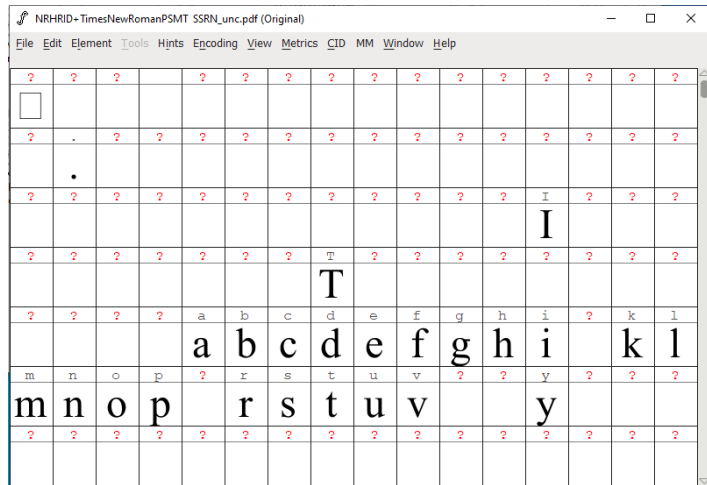 NRHRID+TimesNewRomanPSMT SSRN_unc.pdf (Original)
File Edit Element Tools Hints Encoding View Metrics CID MM Window Help
? ? ? ? ? ? ? ? ? ? ? ? ? ? ?
? . ? ? ? ? ? ? ? ? ? ? ? ? ? ?
.
? ? ? ? ? ? ? ? ? ? ? ? I ? ? ?
I
? ? ? ? ? ? ? T ? ? ? ? ? ? ? ?
T
? ? ? ? a b c d e f g h i ? k l
a b c d e f g h i k l
m n o p ? r s t u v ? ? y ? ? ?
m n o p r s t u v y
? ? ? ? ? ? ? ? ? ? ? ? ? ? ? ?